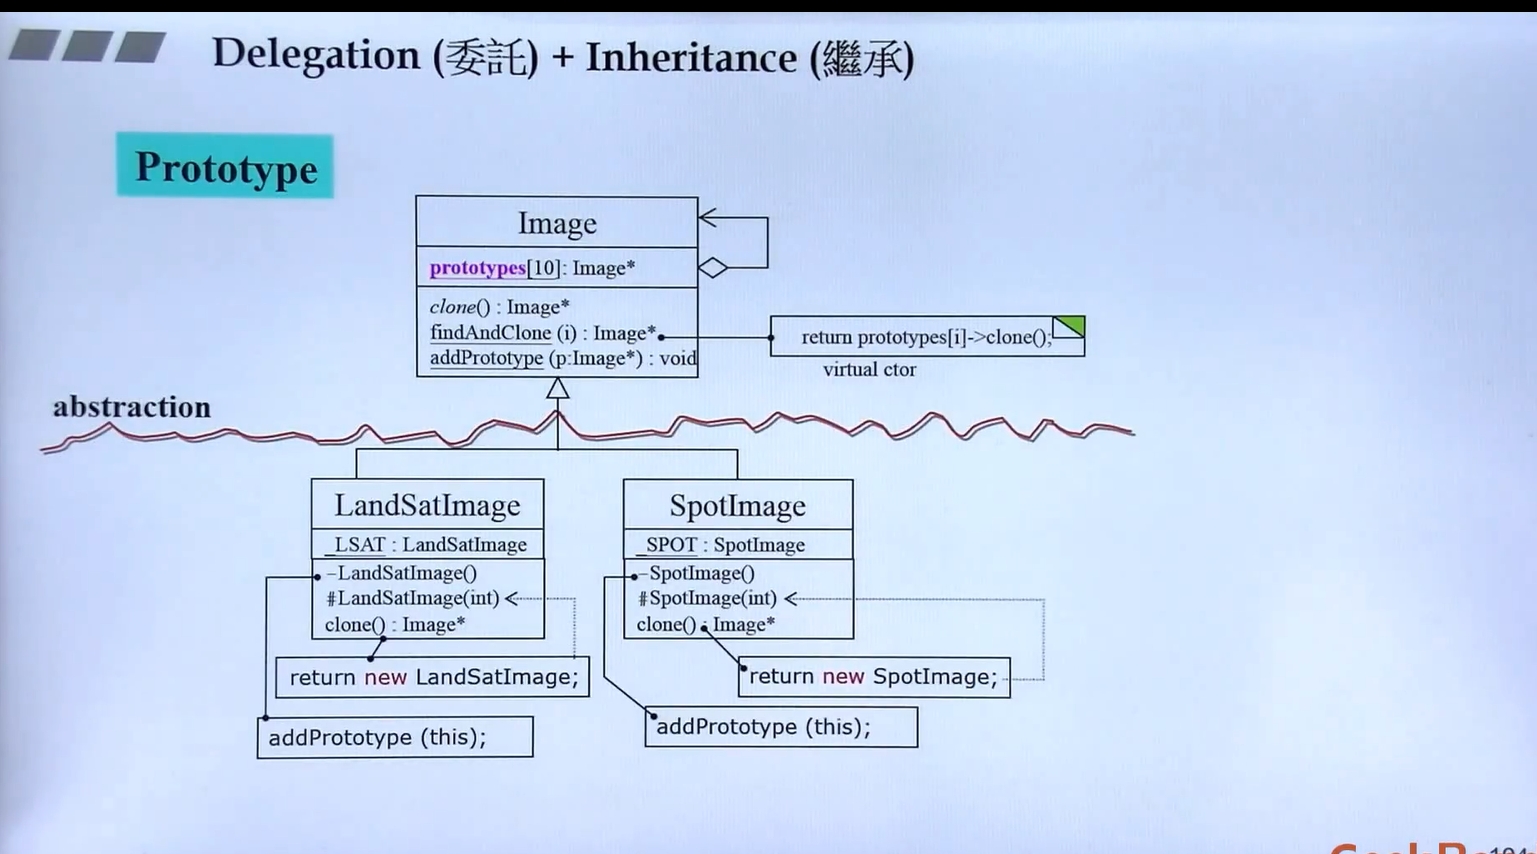 Delegation (委託) + Inheritance (繼承)
Prototype
Image
prototypes[10]: Image*
clone() : Image*
findAndClone (i) : Image*
addPrototype (p:Image*) : void
return prototypes[i]->clone();
virtual ctor
abstraction
LandSatImage
_LSAT : LandSatImage
-LandSatImage()
#LandSatImage(int)
clone() : Image*
return new LandSatImage;
addPrototype (this);
SpotImage
_SPOT : SpotImage
-SpotImage()
#SpotImage(int)
clone() : Image*
return new SpotImage;
addPrototype (this);